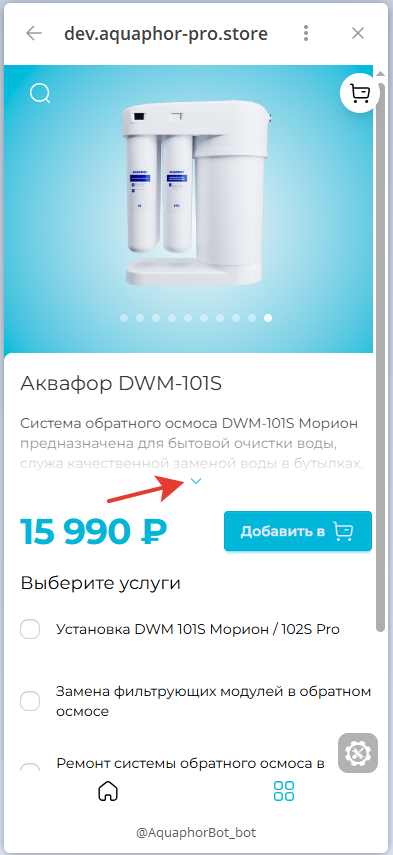 dev.aquaphor-pro.store
Аквафор DWM-101S
Система обратного осмоса DWM-101S Морион
предназначена для бытовой очистки воды,
служа качественной заменой воды в бутылках.
15 990 ₽
Добавить в
Выберите услуги
Установка DWM 101S Морион / 102S Pro
Замена фильтрующих модулей в обратном
осмосе
Ремонт системы обратного осмоса в
@AquaphorBot_bot